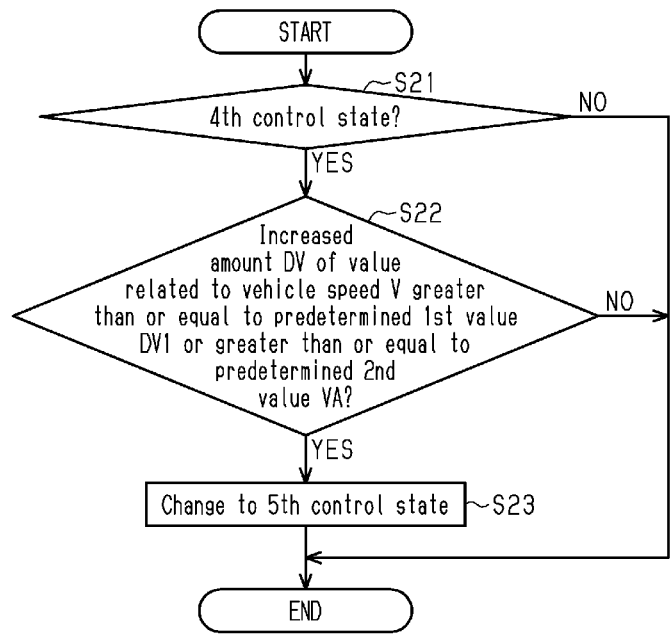 START
S21
4th control state?
NO
YES
S22
Increased
amount DV of value
related to vehicle speed V greater
than or equal to predetermined 1st value
DV1 or greater than or equal to
predetermined 2nd
value VA?
NO
YES
Change to 5th control state
S23
END